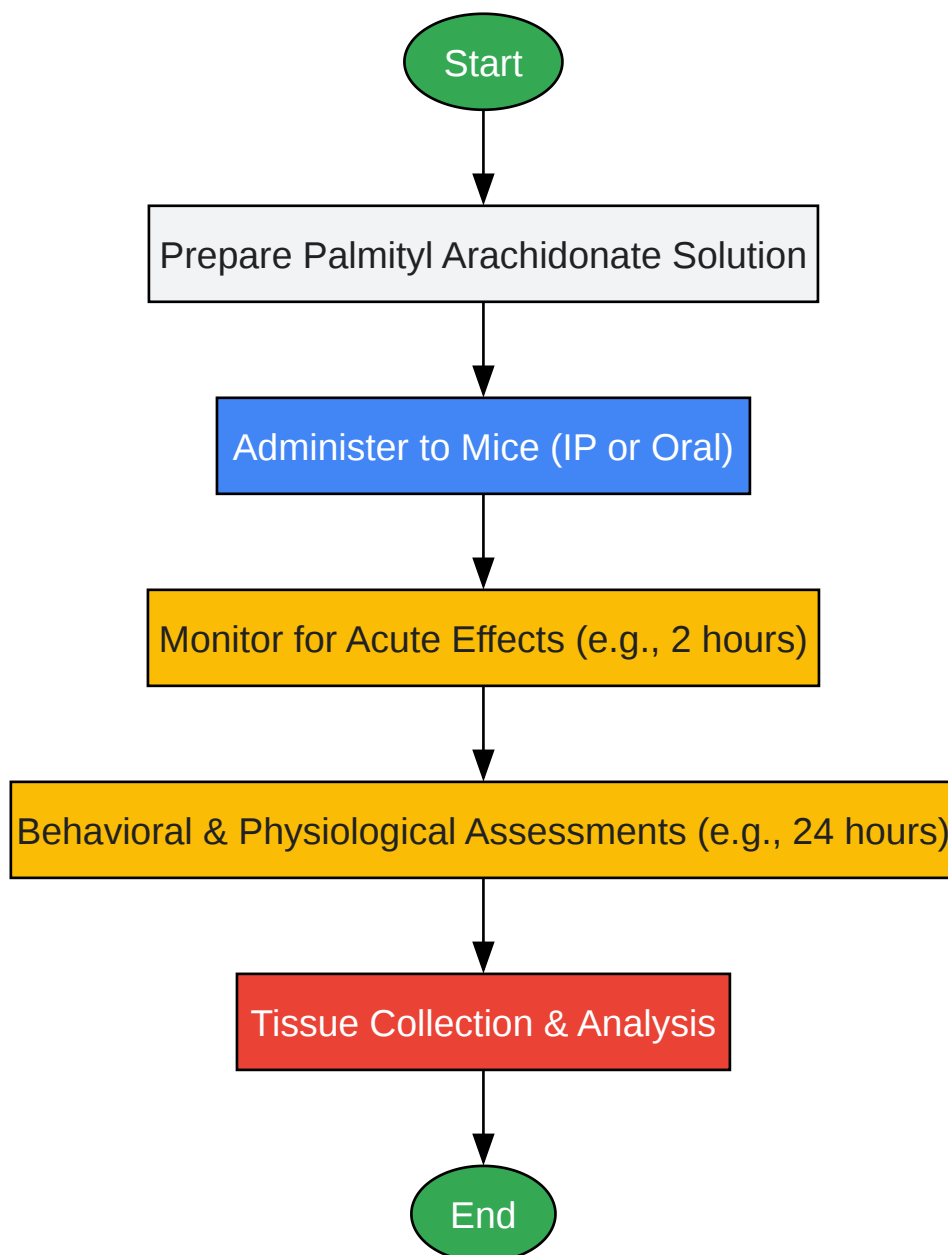 Start
Prepare Palmityl Arachidonate Solution
Administer to Mice (IP or Oral)
Monitor for Acute Effects (e.g., 2 hours)
Behavioral & Physiological Assessments (e.g., 24 hours)
Tissue Collection & Analysis
End